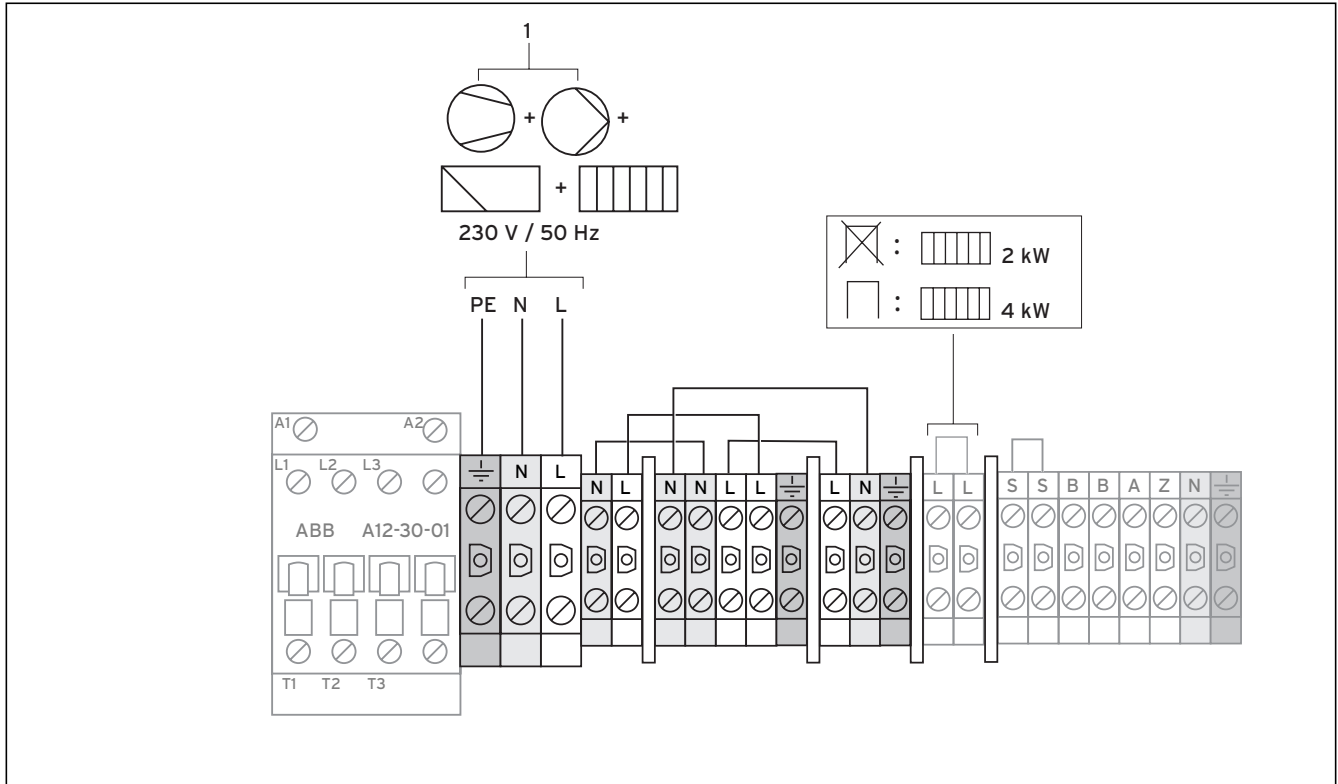 1
+ +
+
230 V / 50 Hz
: 2 kW
: 4 kW
PE N L
A1 A2
L1 L2 L3
N L
N L N N L L L N L L S S B B A Z N
ABB A12-30-01
T1 T2 T3